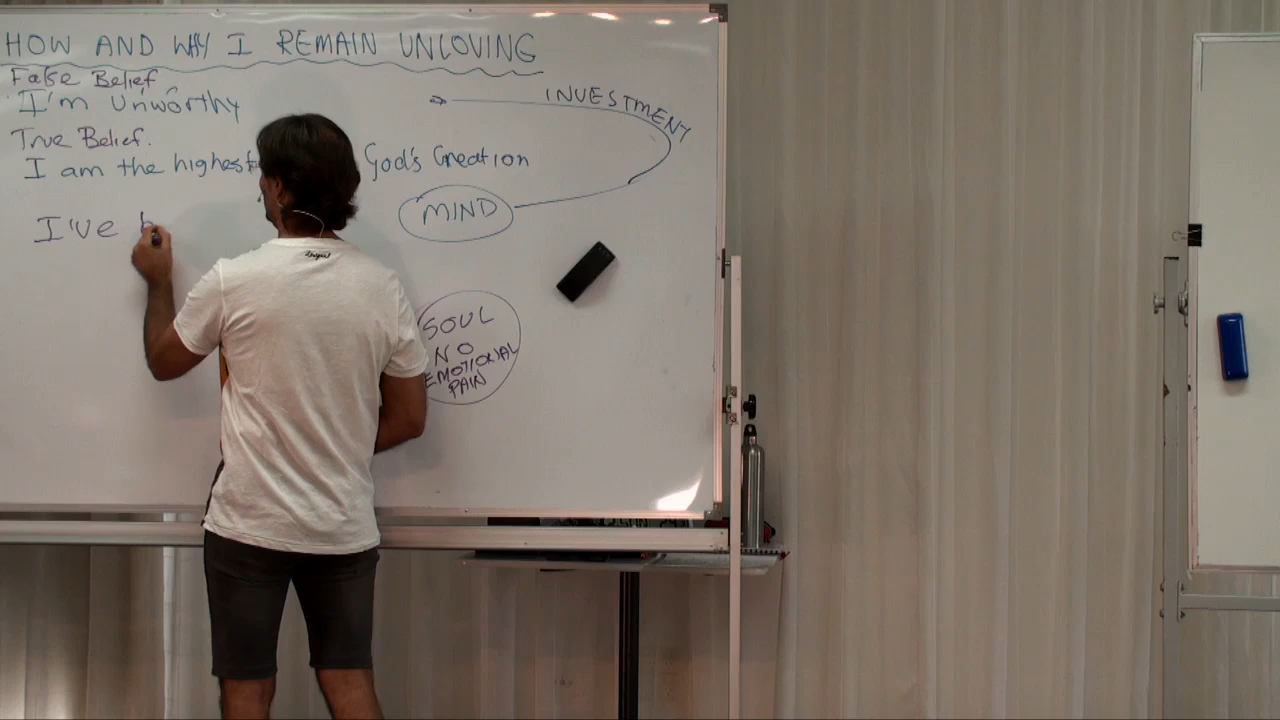 HOW AND WHY I REMAIN UNLOVING
False Belief
I'm Unworthy
True Belief.
I am the highest God's Creation
I've
INVESTMENT
MIND
SOUL
NO
EMOTIONAL
PAIN